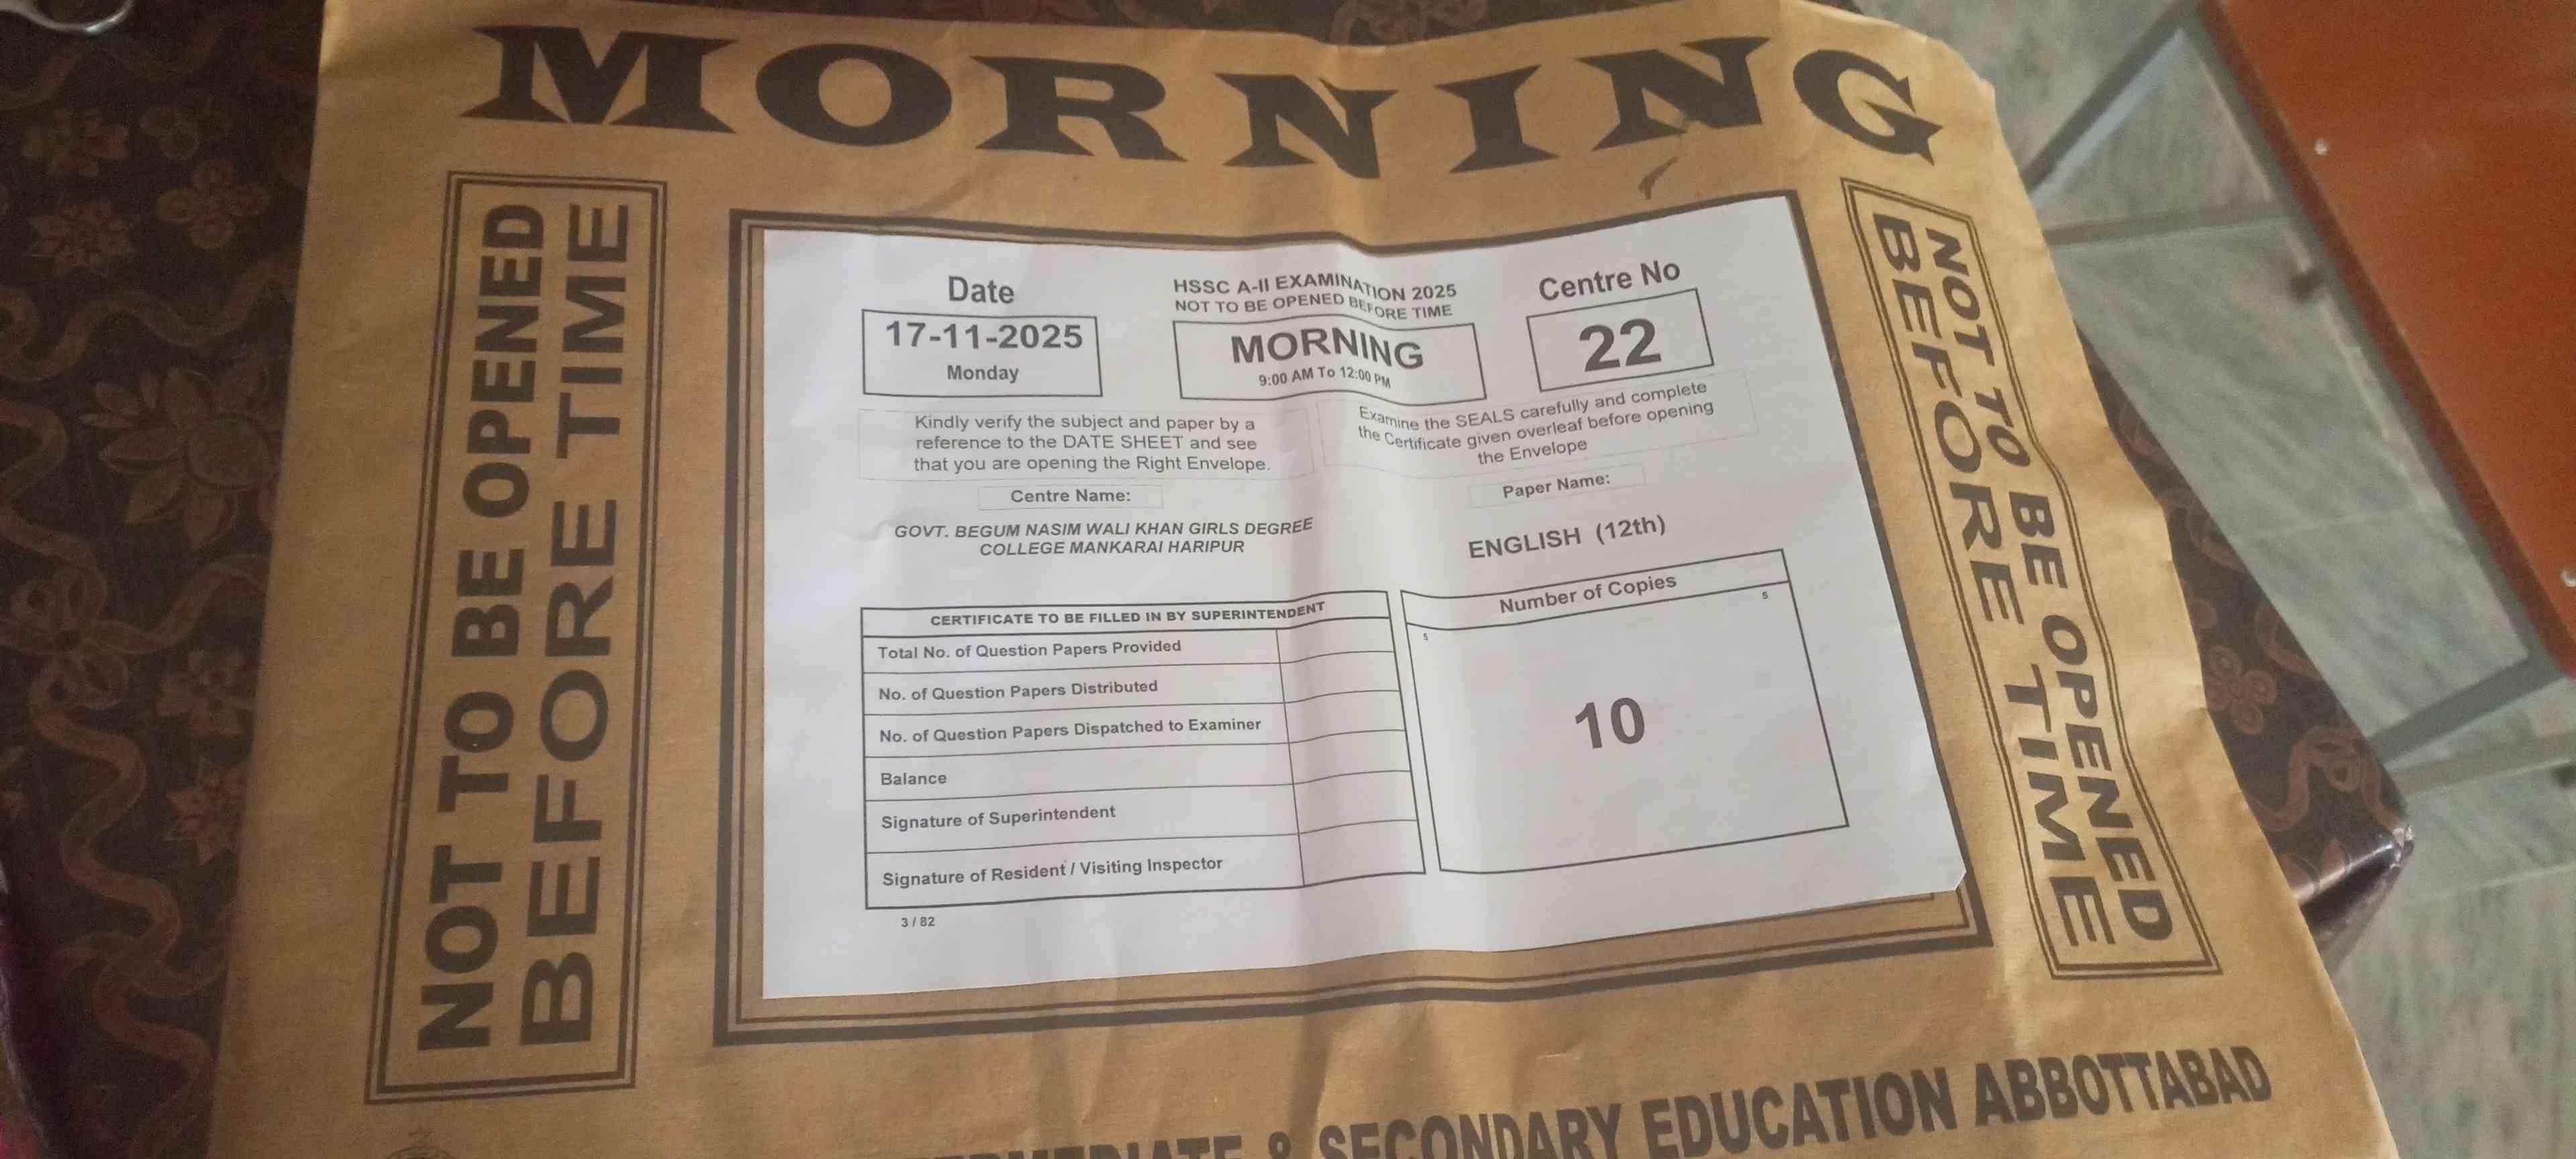 MORNING
NOT TO BE OPENED
BEFORE TIME
Date
17-11-2025
Monday
HSSC A-II EXAMINATION 2025
NOT TO BE OPENED BEFORE TIME
MORNING
9:00 AM To 12:00 PM
Centre No
22
Kindly verify the subject and paper by a
reference to the DATE SHEET and see
that you are opening the Right Envelope.
Examine the SEALS carefully and complete
the Certificate given overleaf before opening
the Envelope
Centre Name:
GOVT. BEGUM NASIM WALI KHAN GIRLS DEGREE
COLLEGE MANKARAI HARIPUR
Paper Name:
ENGLISH (12th)
CERTIFICATE TO BE FILLED IN BY SUPERINTENDENT
Total No. of Question Papers Provided
No. of Question Papers Distributed
No. of Question Papers Dispatched to Examiner
Balance
Signature of Superintendent
Signature of Resident / Visiting Inspector
3 / 82
Number of Copies
5
5
10
NOT TO BE OPENED
BEFORE TIME
& SECONDARY EDUCATION ABBOTTABAD